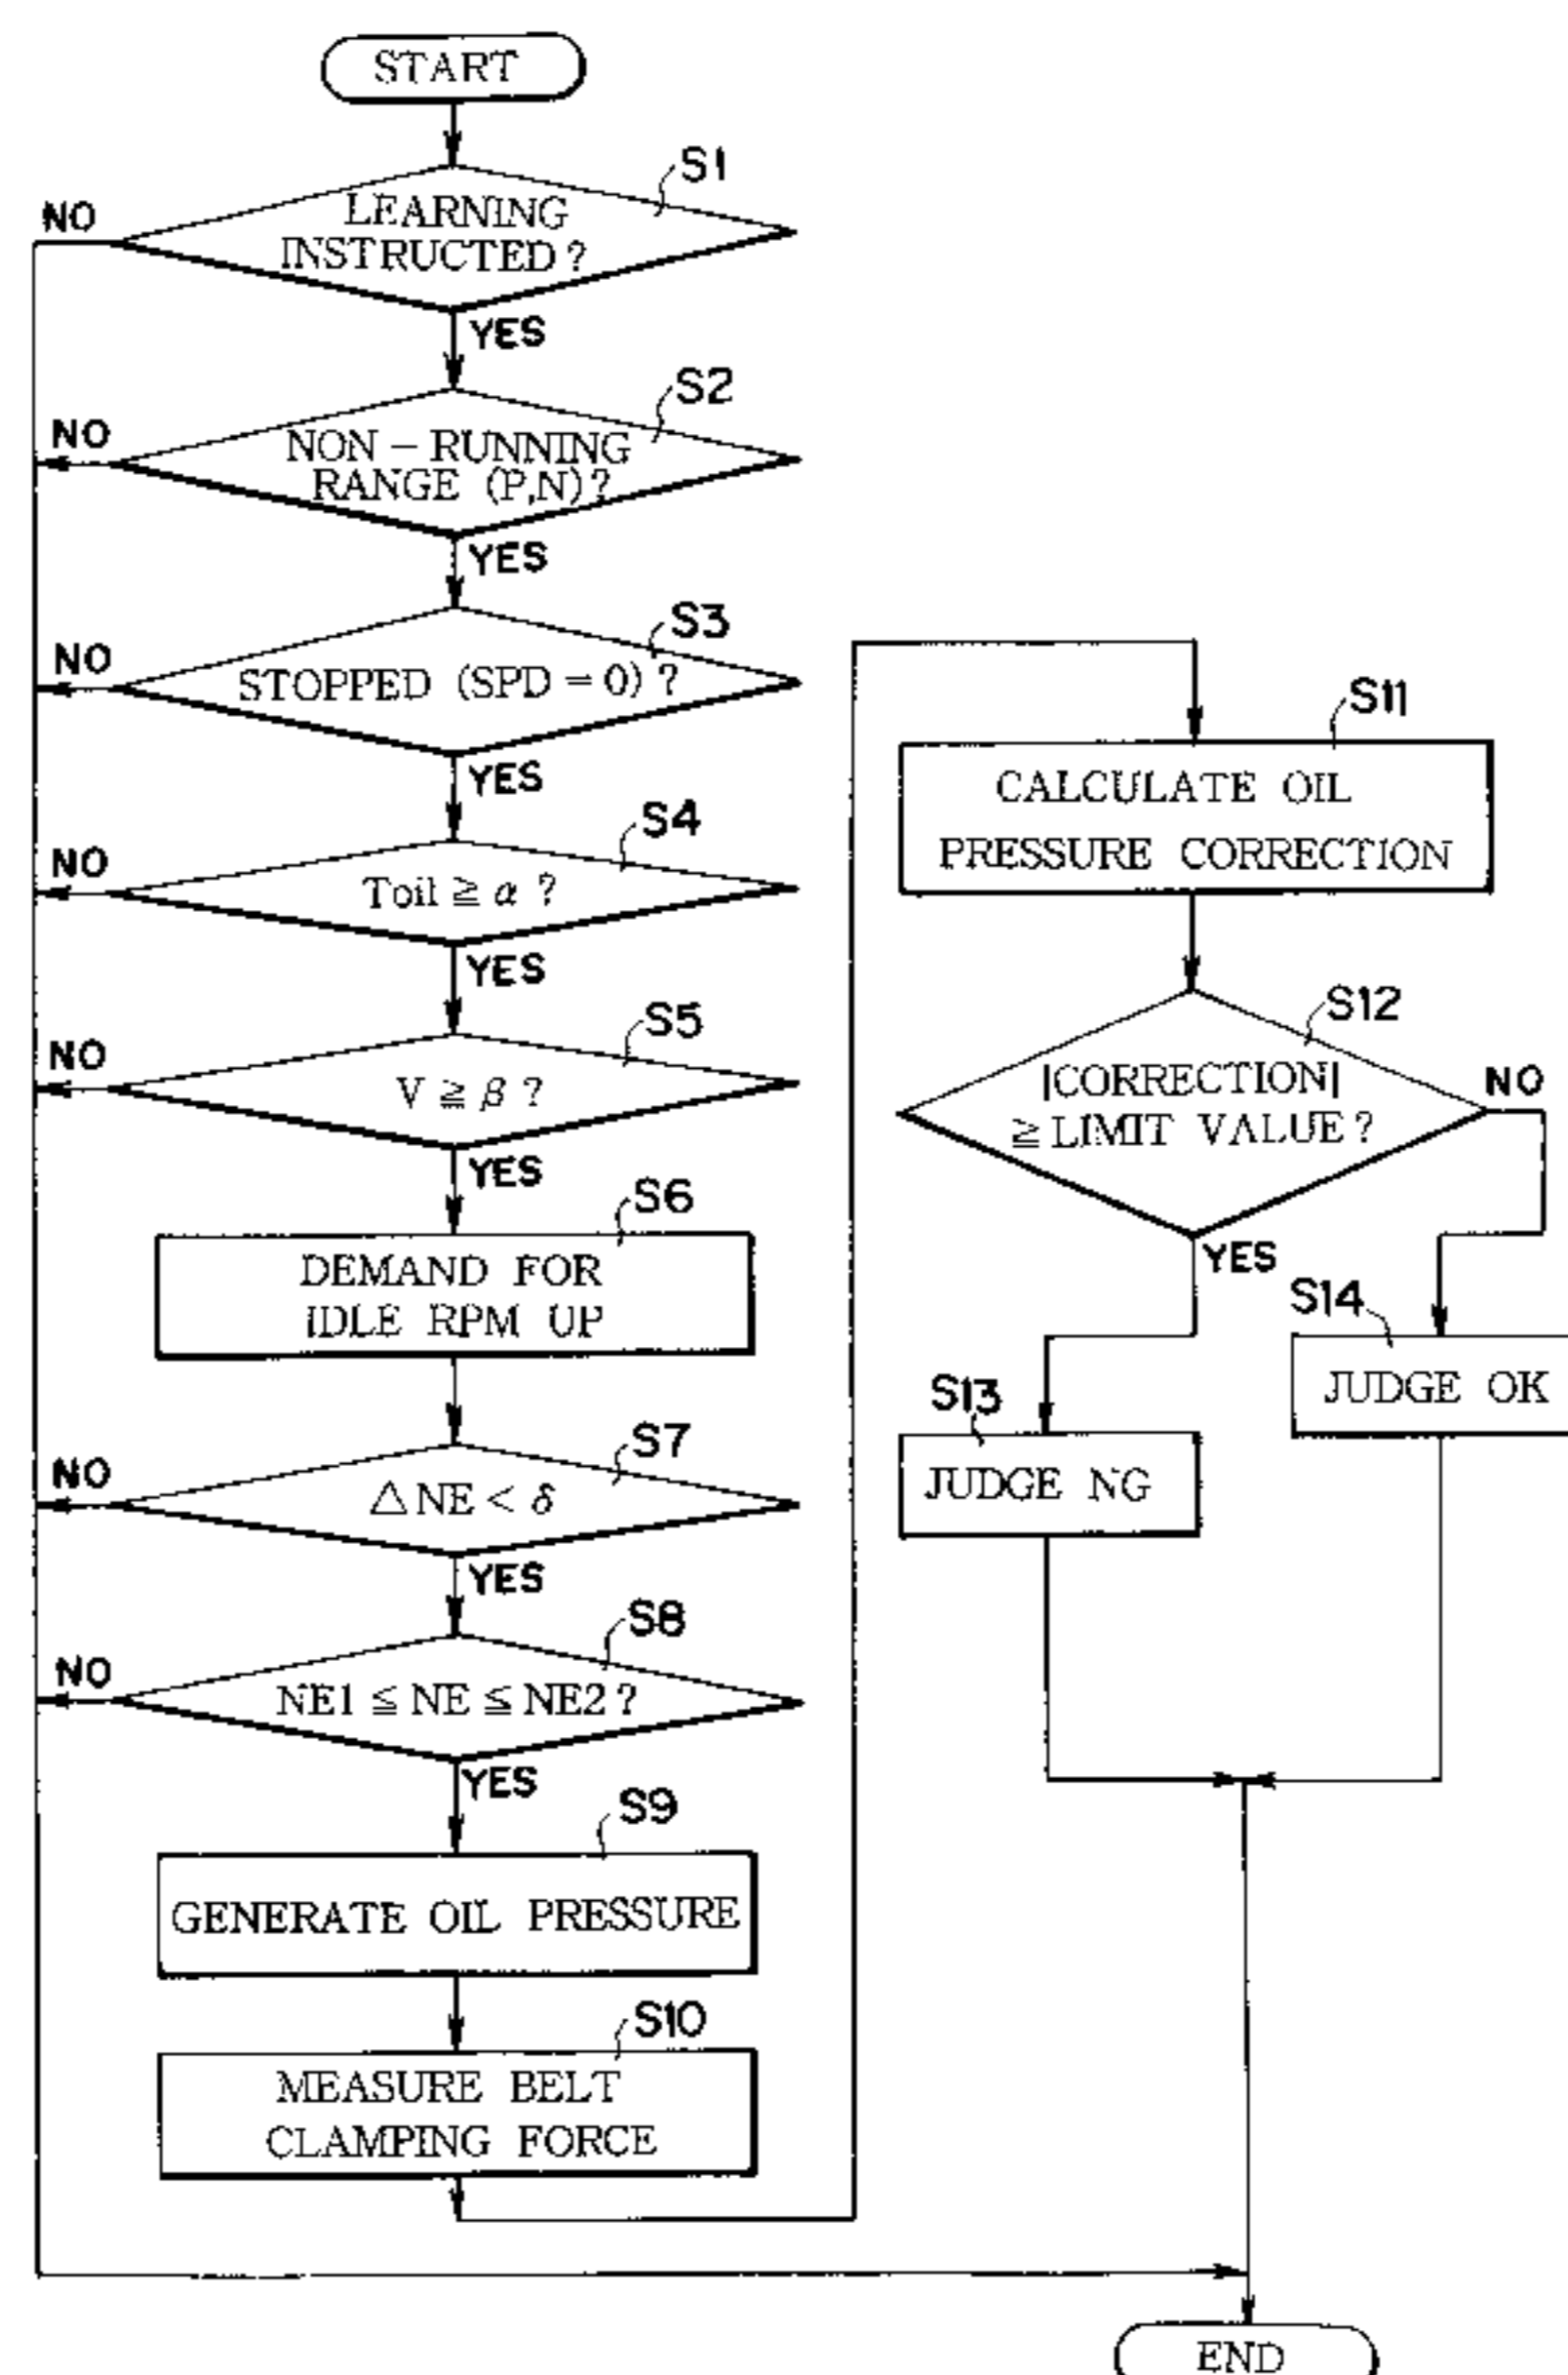 START
S1
NO
LEARNING
INSTRUCTED?
YES
S2
NO
NON-RUNNING
RANGE (P,N)?
YES
S3
NO
STOPPED (SPD=0)?
YES
S4
NO
Toil ≧ α ?
YES
S5
NO
V ≧ β ?
YES
S6
DEMAND FOR
IDLE RPM UP
S7
NO
△NE < δ
YES
S8
NO
NE1 ≦ NE ≦ NE2?
YES
S9
GENERATE OIL PRESSURE
S10
MEASURE BELT
CLAMPING FORCE
S11
CALCULATE OIL
PRESSURE CORRECTION
S12
|CORRECTION|
≧ LIMIT VALUE?
NO
YES
S14
JUDGE OK
S13
JUDGE NG
END